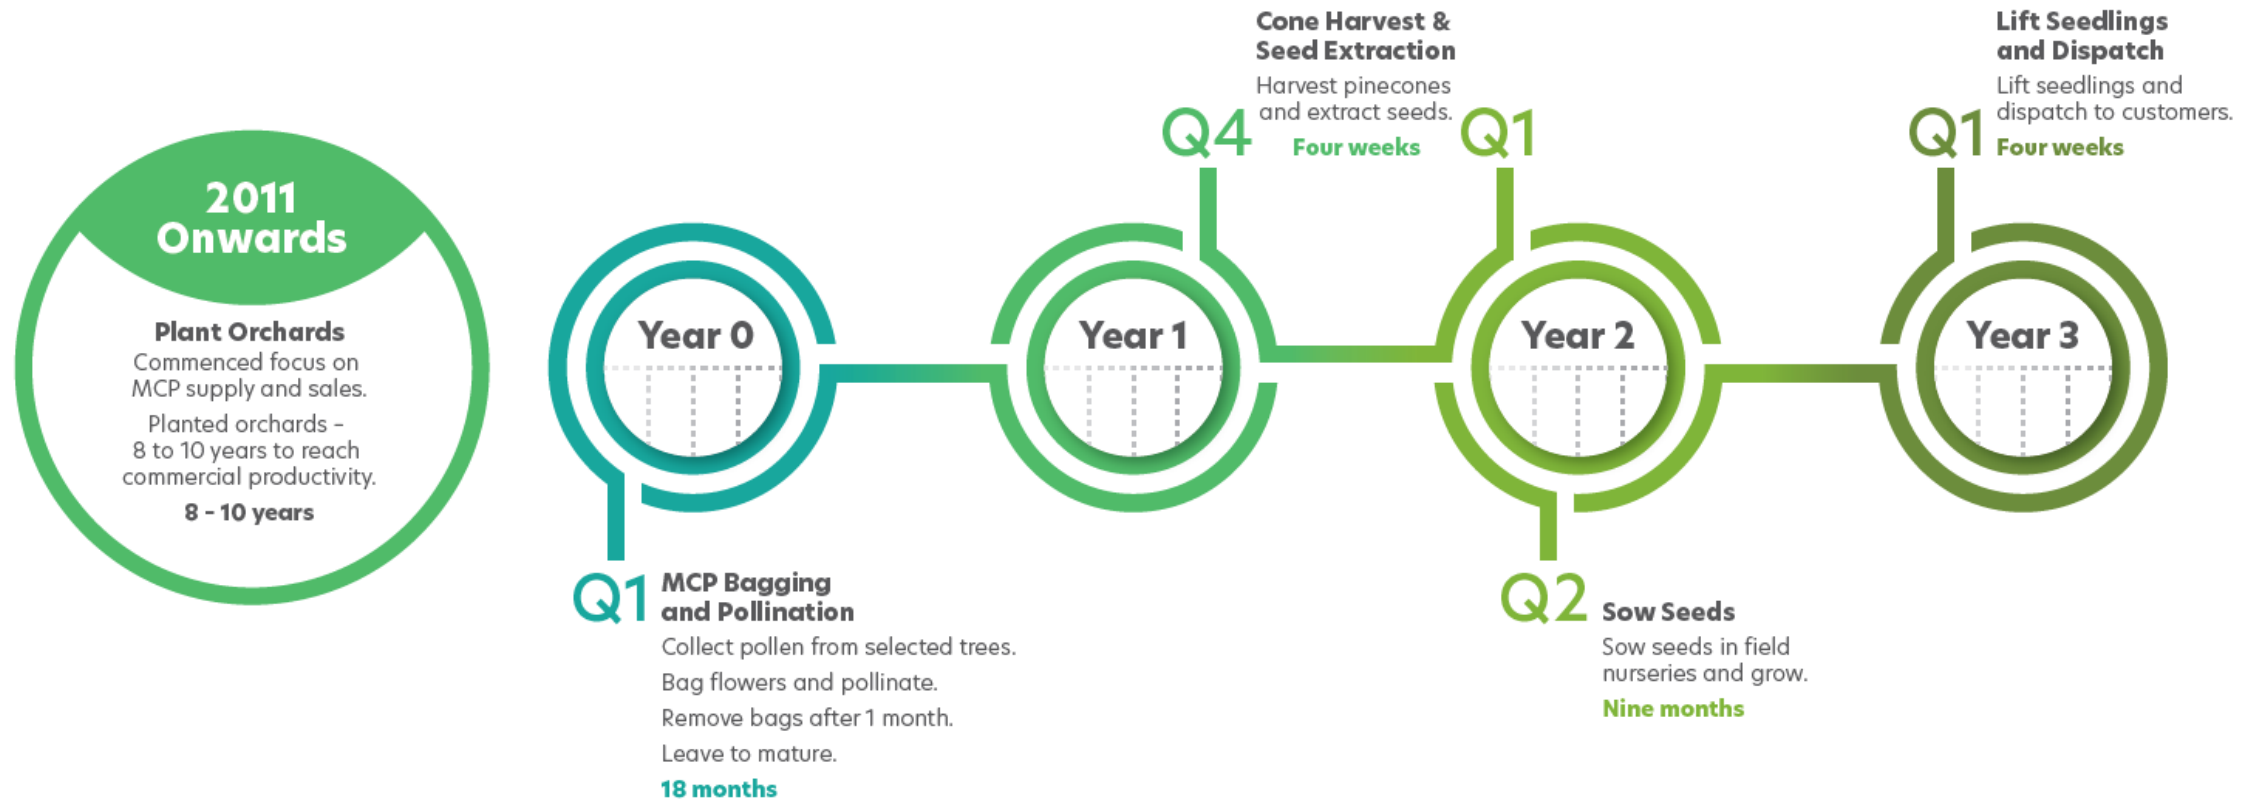 2011
Onwards
Plant Orchards
Commenced focus on
MCP supply and sales.
Planted orchards –
8 to 10 years to reach
commercial productivity.
8 – 10 years
Year 0
Q1
MCP Bagging
and Pollination
Collect pollen from selected trees.
Bag flowers and pollinate.
Remove bags after 1 month.
Leave to mature.
18 months
Year 1
Q4
Cone Harvest &
Seed Extraction
Harvest pinecones
and extract seeds.
Four weeks
Q1
Year 2
Q2
Sow Seeds
Sow seeds in field
nurseries and grow.
Nine months
Year 3
Q1
Lift Seedlings
and Dispatch
Lift seedlings and
dispatch to customers.
Four weeks